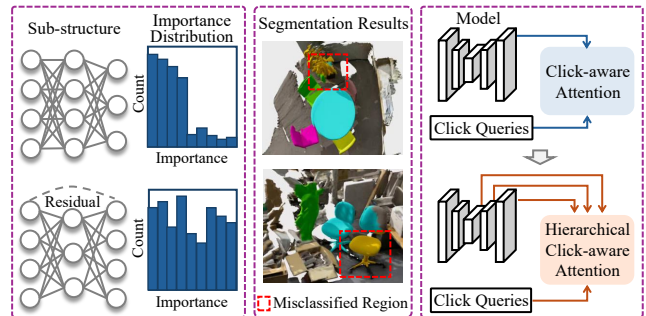 Sub-structure
Importance
Distribution
Count
Importance
Residual
Count
Importance
Segmentation Results
Misclassified Region
Model
Click-aware
Attention
Click Queries
Hierarchical
Click-aware
Attention
Click Queries